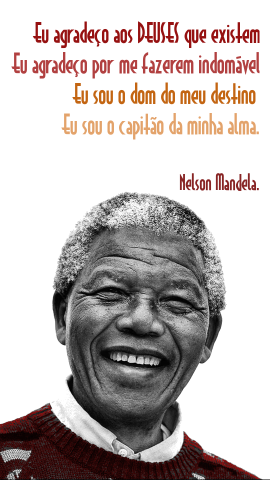 Eu agradeço aos DEUSES que existem
Eu agradeço por me fazerem indomável
Eu sou o dom do meu destino
Eu sou o capitão da minha alma.
Nelson Mandela.